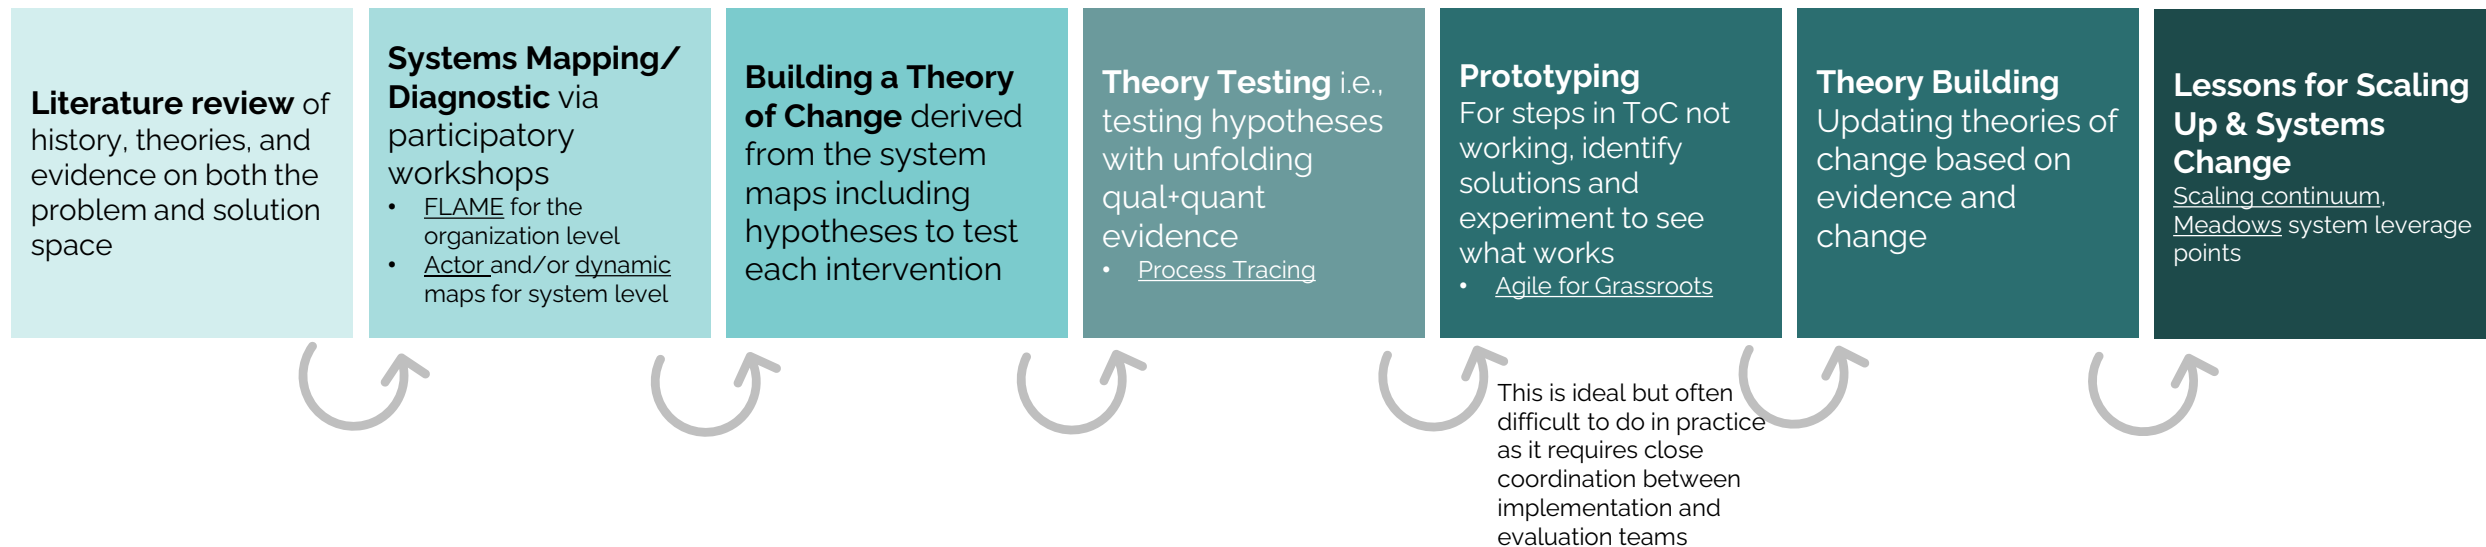 Literature review of
history, theories, and
evidence on both the
problem and solution
space
Systems Mapping/
Diagnostic via
participatory
workshops
• FLAME for the
organization level
• Actor and/or dynamic
maps for system level
Building a Theory
of Change derived
from the system
maps including
hypotheses to test
each intervention
Theory Testing i.e.,
testing hypotheses
with unfolding
qual+quant
evidence
• Process Tracing
Prototyping
For steps in ToC not
working, identify
solutions and
experiment to see
what works
• Agile for Grassroots
Theory Building
Updating theories of
change based on
evidence and
change
Lessons for Scaling
Up & Systems
Change
Scaling continuum,
Meadows system leverage
points
This is ideal but often
difficult to do in practice
as it requires close
coordination between
implementation and
evaluation teams